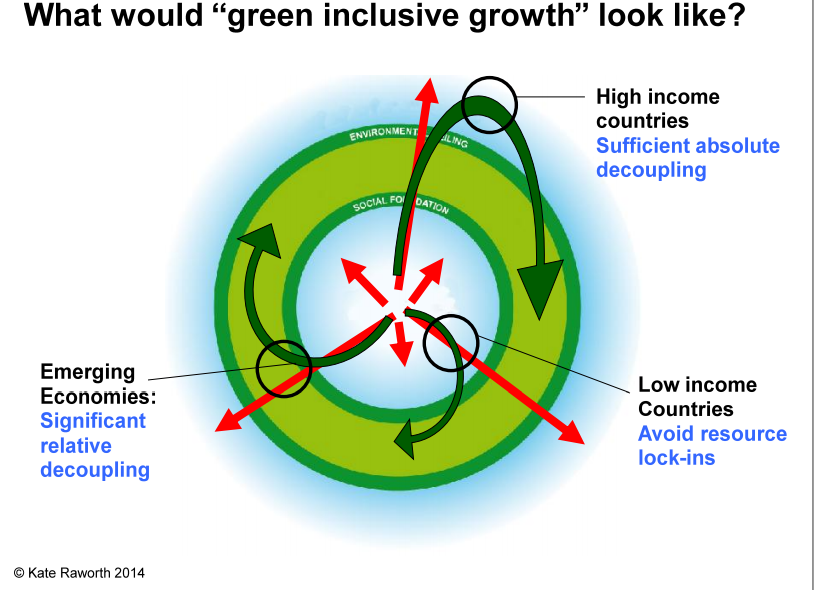 What would “green inclusive growth” look like?
High income
countries
Sufficient absolute
decoupling
SOCIAL FOUNDATION
Emerging
Economies:
Significant
relative
decoupling
Low income
Countries
Avoid resource
lock-ins
© Kate Raworth 2014